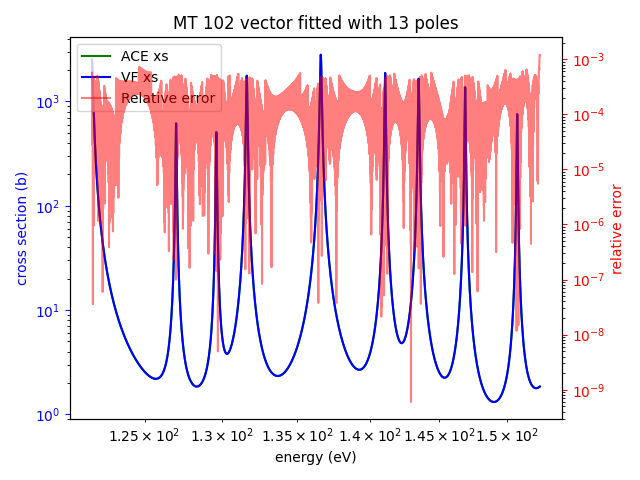 MT 102 vector fitted with 13 poles
ACE xs
VF xs
Relative error
cross section (b)
10³
10²
10¹
10⁰
relative error
10⁻³
10⁻⁴
10⁻⁵
10⁻⁶
10⁻⁷
10⁻⁸
10⁻⁹
1.25 × 10² 1.3 × 10² 1.35 × 10² 1.4 × 10² 1.45 × 10² 1.5 × 10²
energy (eV)